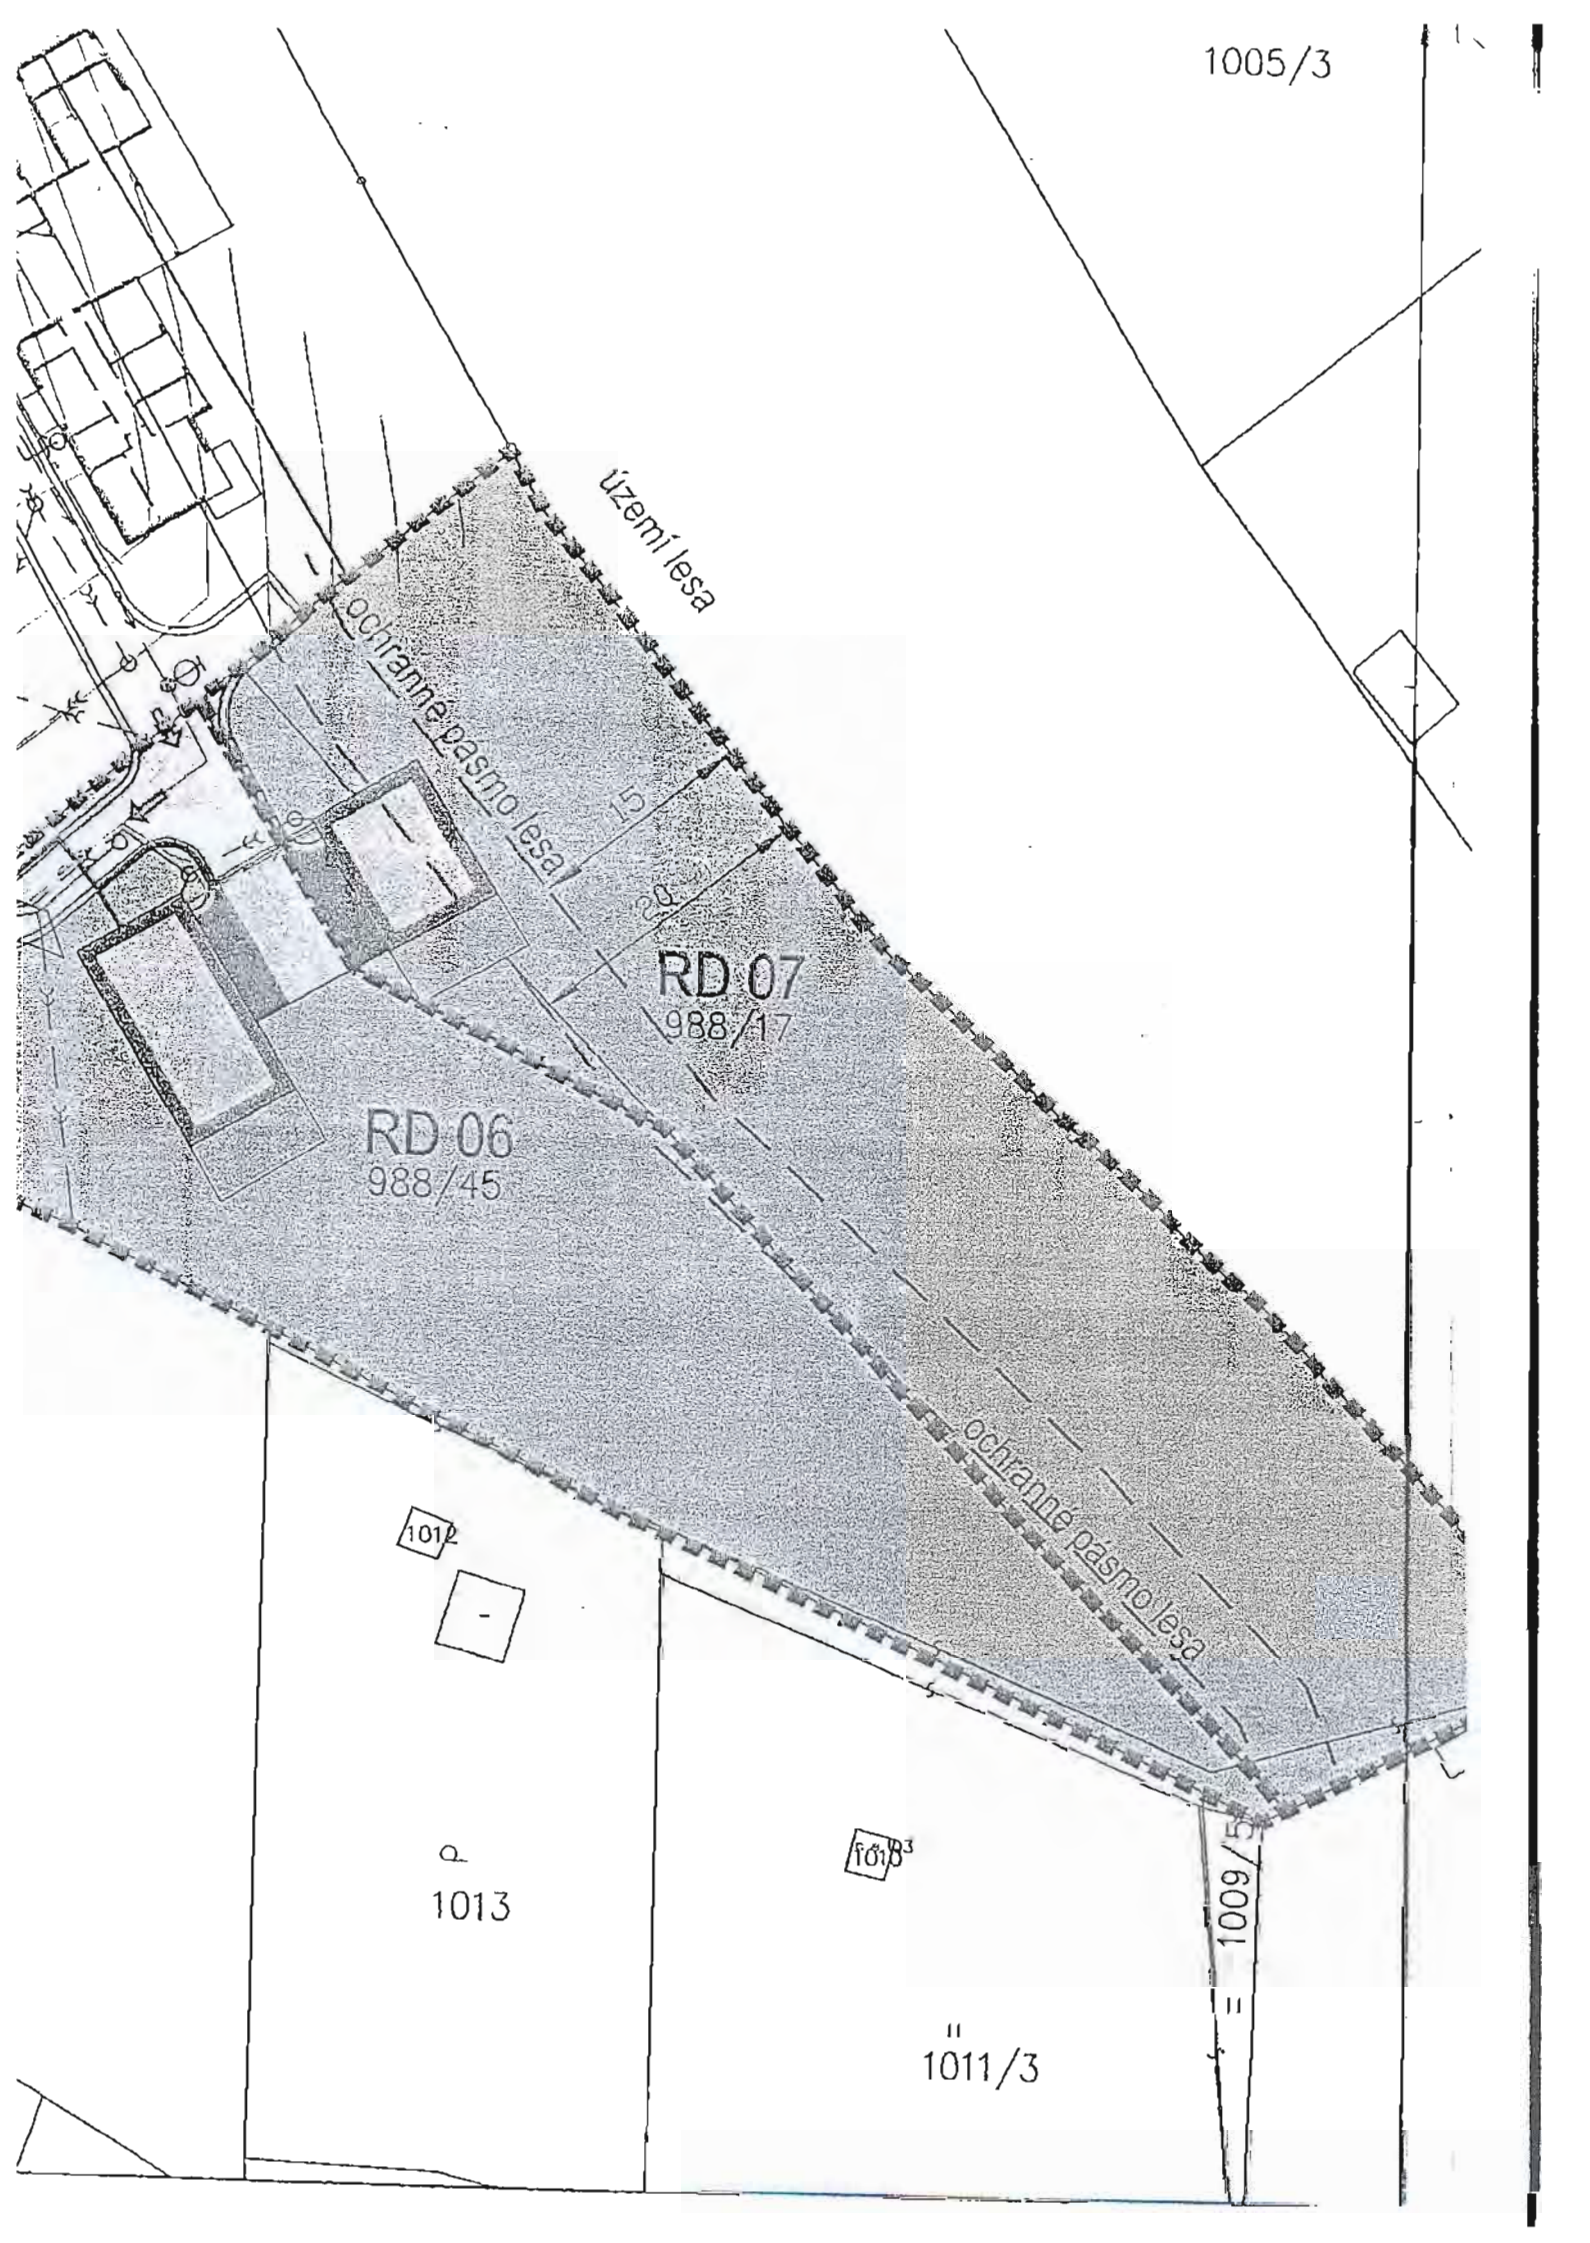 1005/3
území lesa
ochranné pásmo lesa
15
20
RD 07
988/17
RD 06
988/45
ochranné pásmo lesa
1012
1013
1009/5
1011/3